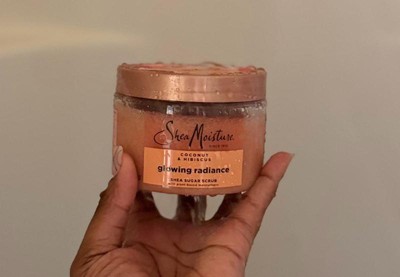 SheaMoisture
COCONUT
& HIBISCUS
glowing radiance
SHEA SUGAR SCRUB